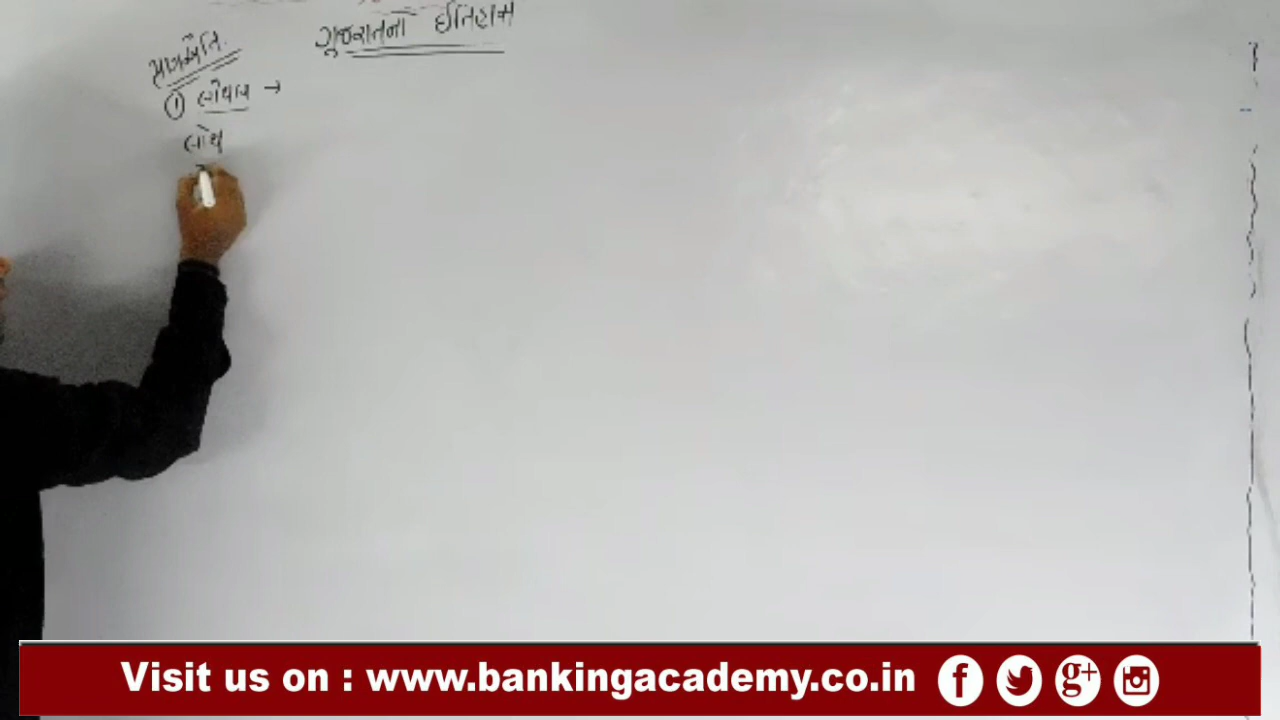 ગુજરાતનો ઈતિહાસ
① લોથલ →
લોથ
Visit us on : www.bankingacademy.co.in